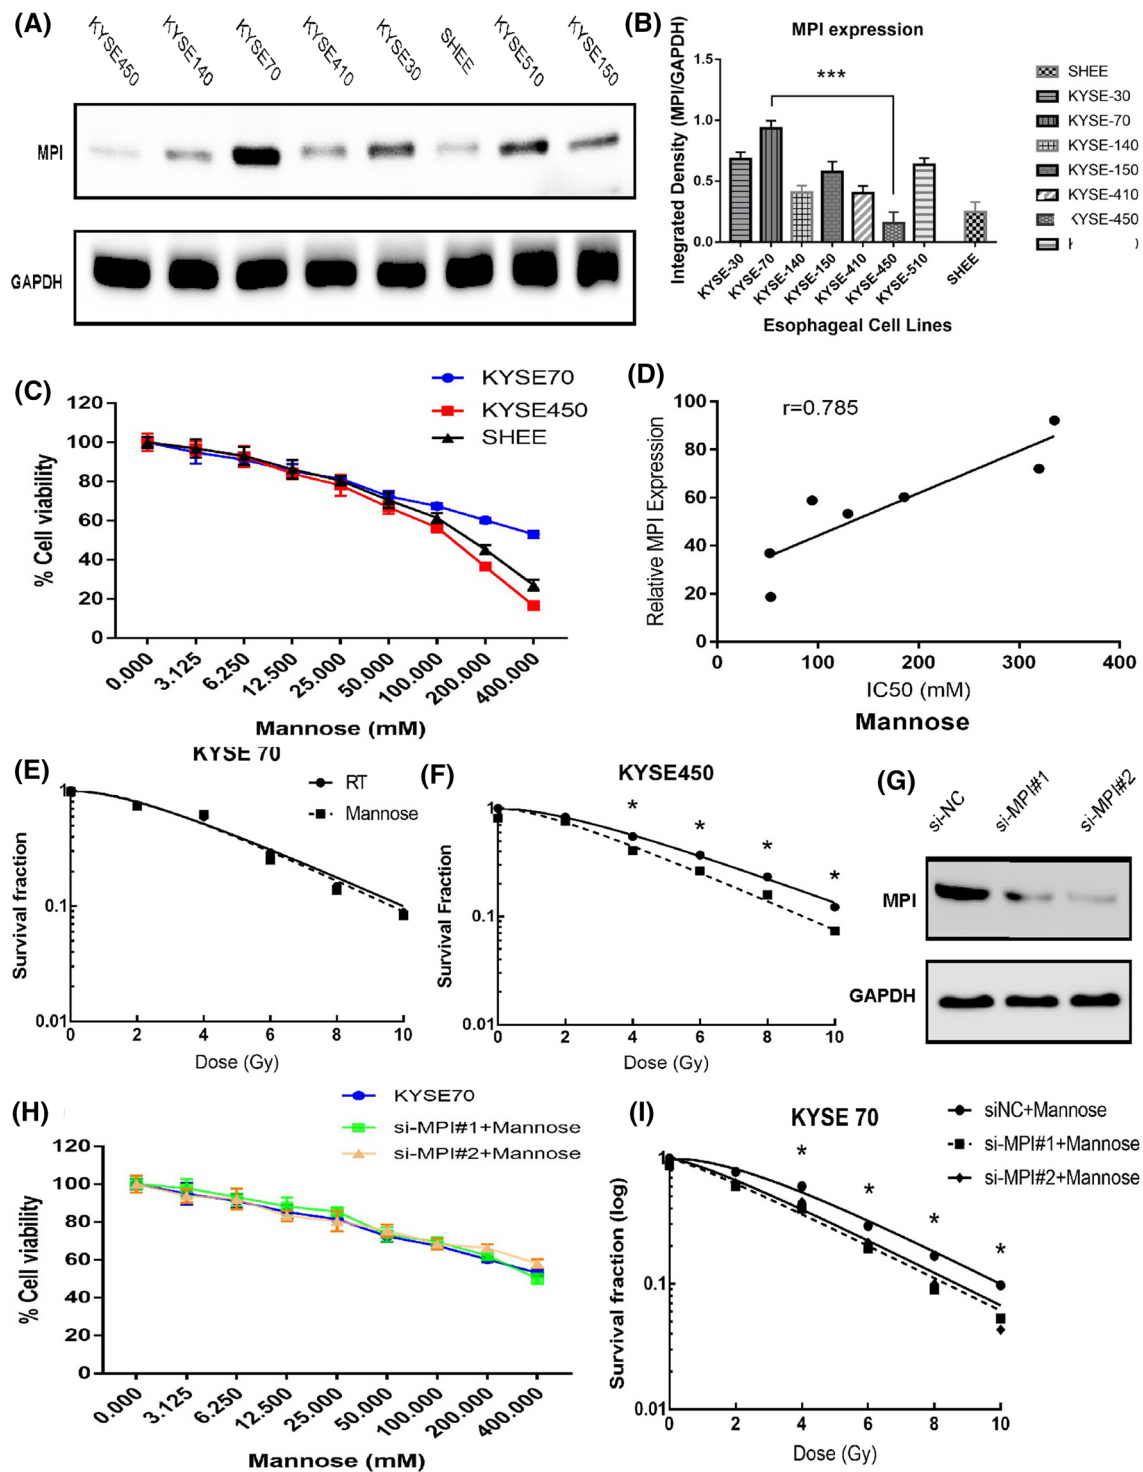 (A)
KYSE450
KYSE140
KYSE70
KYSE410
KYSE30
SHEE
KYSE510
KYSE150
MPI
GAPDH
(B)
MPI expression
Integrated Density (MPI/GAPDH)
1.5
1.0
0.5
0.0
***
KYSE-30
KYSE-70
KYSE-140
KYSE-150
KYSE-410
KYSE-450
KYSE-510
SHEE
Esophageal Cell Lines
SHEE
KYSE-30
KYSE-70
KYSE-140
KYSE-150
KYSE-410
KYSE-450
(C)
KYSE70
KYSE450
SHEE
% Cell viability
120
100
80
60
40
20
0
0.000
3.125
6.250
12.500
25.000
50.000
100.000
200.000
400.000
Mannose (mM)
(D)
r=0.785
Relative MPI Expression
100
80
60
40
20
0
0
100
200
300
400
IC50 (mM)
Mannose
(E)
KYSE 70
RT
Mannose
Survival fraction
1
0.1
0.01
0
2
4
6
8
10
Dose (Gy)
(F)
KYSE450
Survival Fraction
1
0.1
0.01
*
*
*
*
0
2
4
6
8
10
Dose (Gy)
(G)
si-NC
si-MPI#1
si-MPI#2
MPI
GAPDH
(H)
KYSE70
si-MPI#1+Mannose
si-MPI#2+Mannose
% Cell viability
120
100
80
60
40
20
0
0.000
3.125
6.250
12.500
25.000
50.000
100.000
200.000
400.000
Mannose (mM)
(I)
KYSE 70
siNC+Mannose
si-MPI#1+Mannose
si-MPI#2+Mannose
Survival fraction (log)
1
0.1
0.01
*
*
*
*
0
2
4
6
8
10
Dose (Gy)